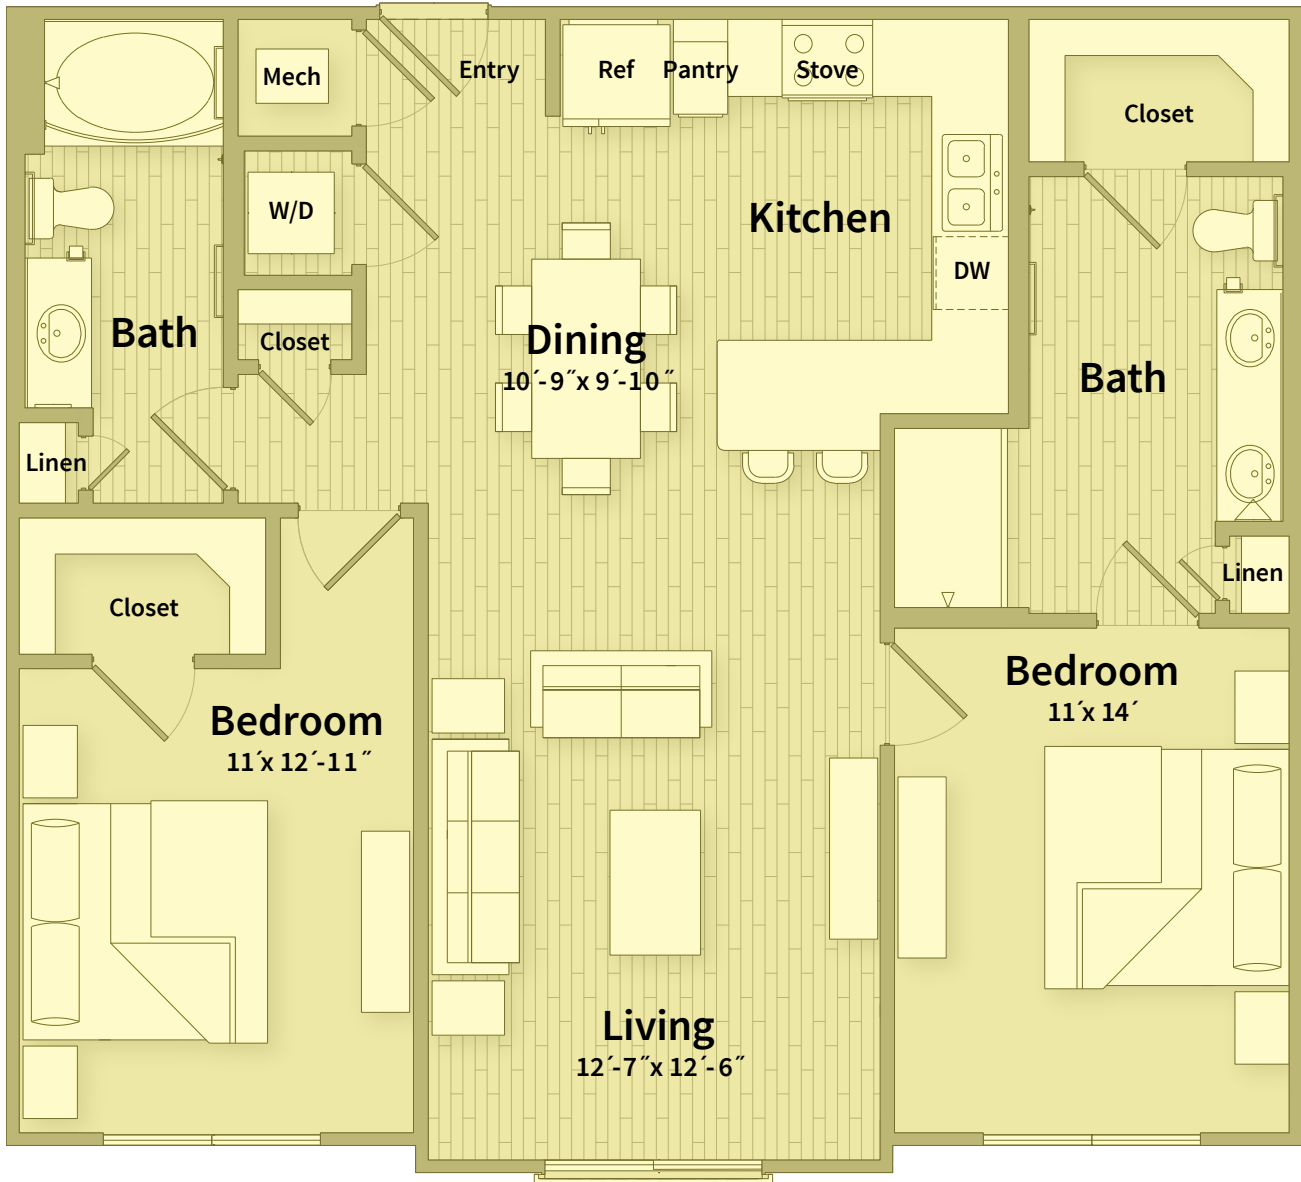 Mech
Entry
Ref
Pantry
Stove
Closet
W/D
Kitchen
DW
Bath
Closet
Dining
10´-9˝x 9´-10˝
Bath
Linen
Closet
Linen
Bedroom
11´x 12´-11˝
Bedroom
11´x 14´
Living
12´-7˝x 12´-6˝